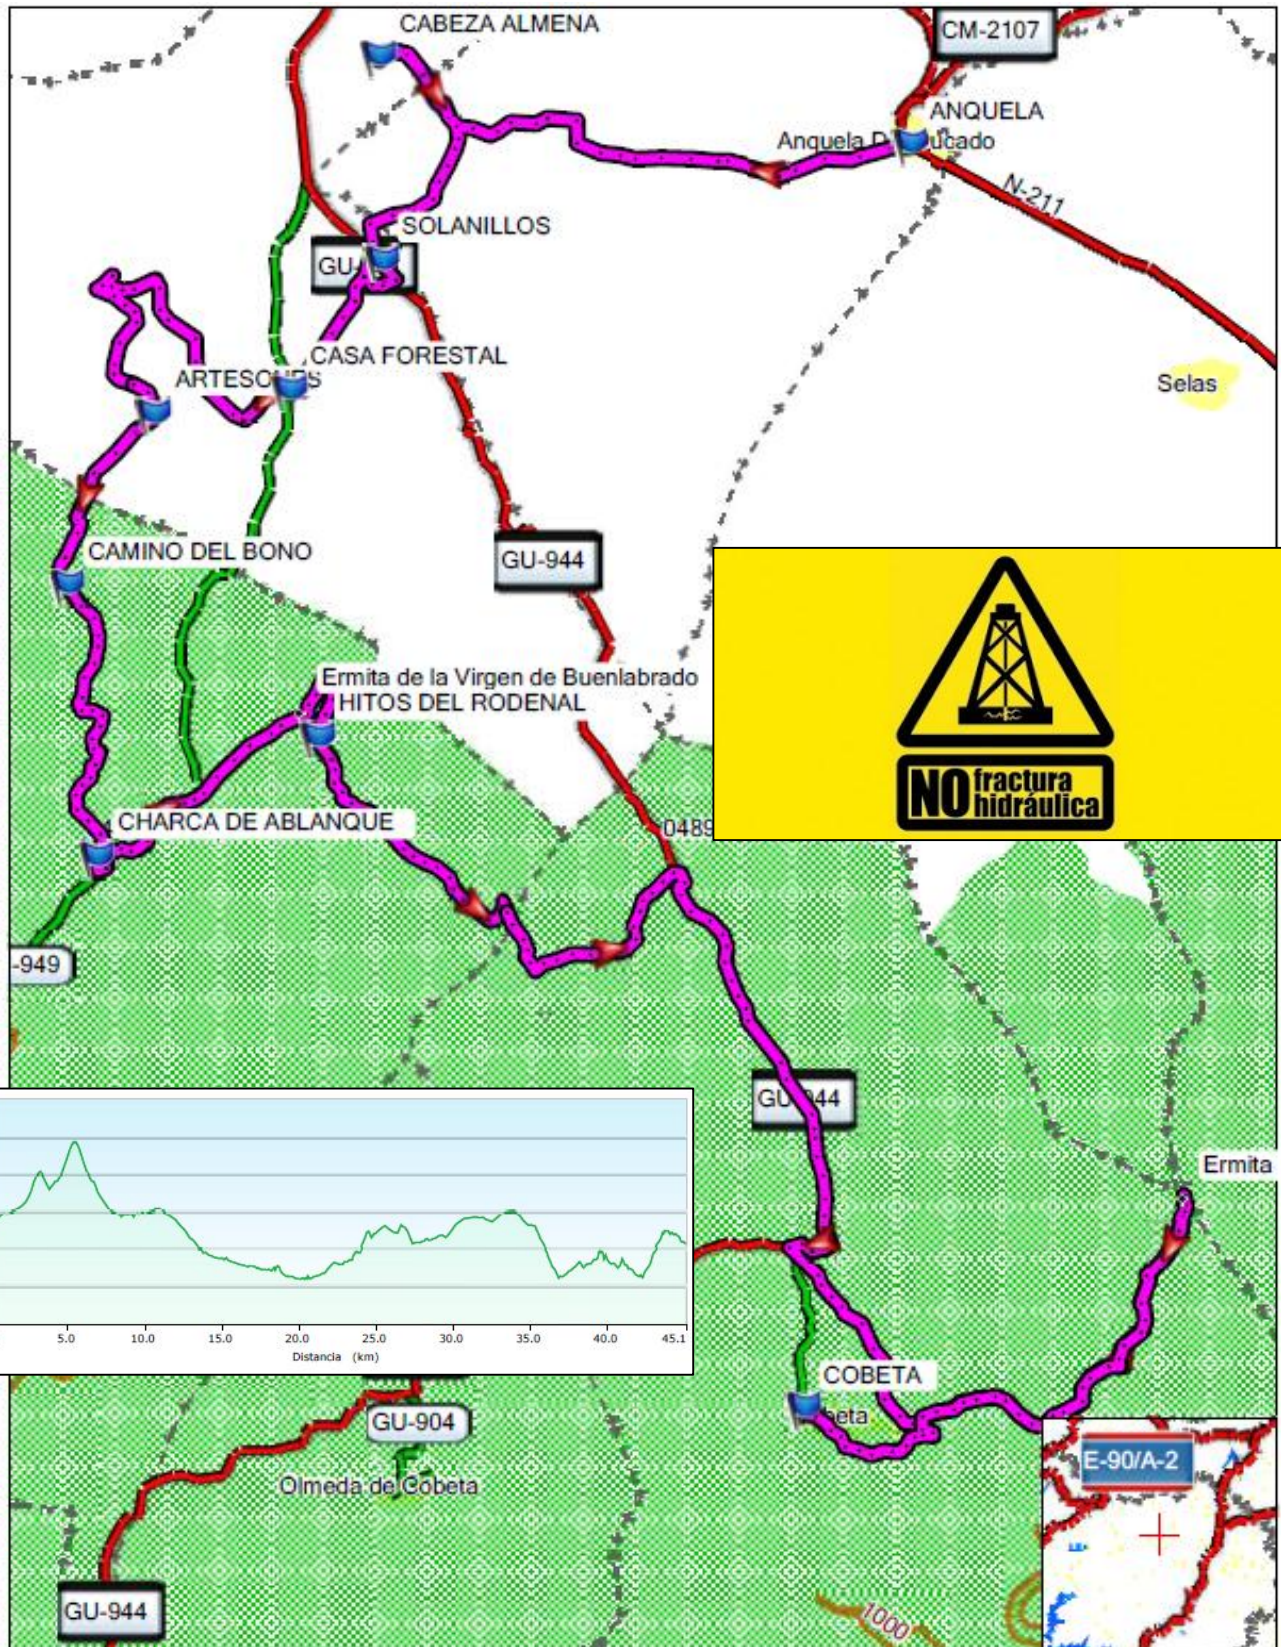 CABEZA ALMENA
CM-2107
ANQUELA
Anquela D
ucado
N-211
SOLANILLOS
GU-
CASA FORESTAL
ARTESONES
Selas
CAMINO DEL BONO
GU-944
Ermita de la Virgen de Buenlabrado
HITOS DEL RODENAL
NO fractura
hidráulica
CHARCA DE ABLANQUE
0489
-949
GU-944
Ermita
5.0 10.0 15.0 20.0 25.0 30.0 35.0 40.0 45.1
Distancia (km)
COBETA
beta
GU-904
E-90/A-2
Olmeda de Cobeta
GU-944
1000